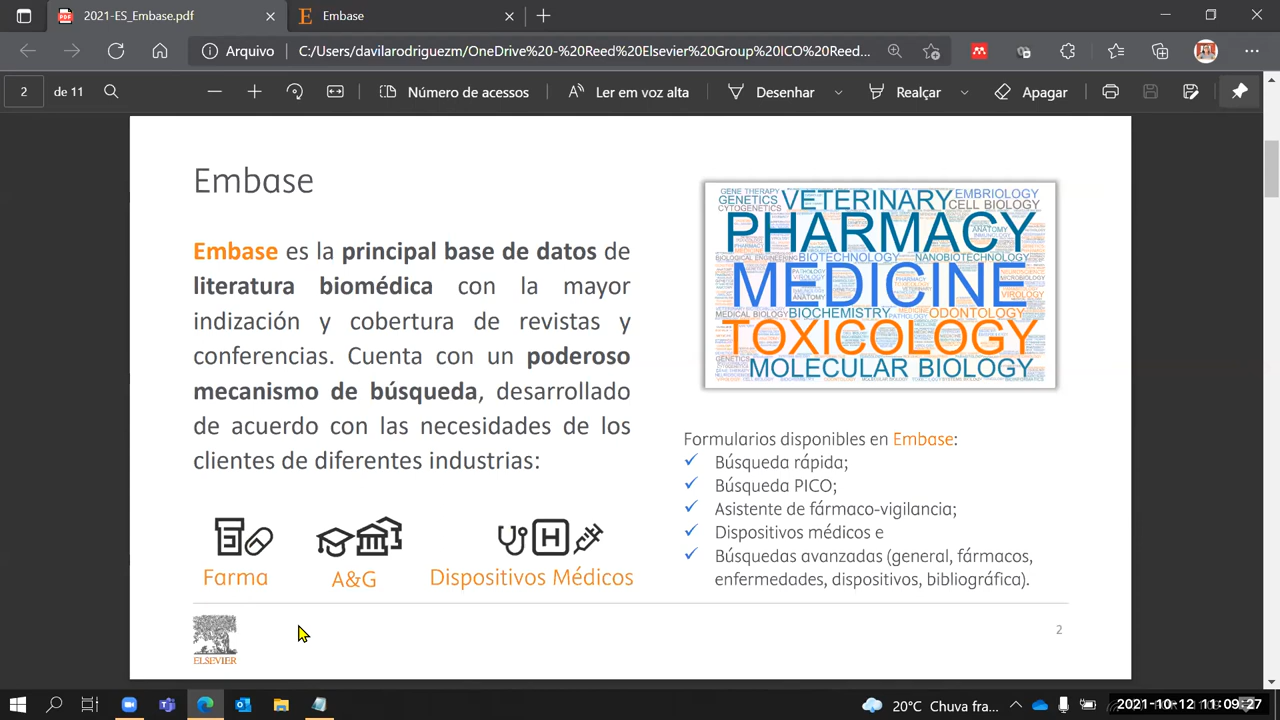 2021-ES_Embase.pdf
Embase
Arquivo
C:/Users/davilarodriguezm/OneDrive%20-%20Reed%20Elsevier%20Group%20ICO%20Reed...
2
de 11
Número de acessos
Ler em voz alta
Desenhar
Realçar
Apagar
Embase
Embase es la principal base de datos de
literatura biomédica con la mayor
indización y cobertura de revistas y
conferencias. Cuenta con un poderoso
mecanismo de búsqueda, desarrollado
de acuerdo con las necesidades de los
clientes de diferentes industrias:
Farma
A&G
Dispositivos Médicos
GENE THERAPY
GENETICS
CYTOGENETICS
VETERINARY
EMBRIOLOGY
CELL BIOLOGY
PHARMACY
ANATOMY
BIOLOGICAL ENGINEERING
BIOTECHNOLOGY
NANOBIOTECHNOLOGY
MEDICINE
MEDICAL BIOLOGY
BIOCHEMISTRY
ODONTOLOGY
TOXICOLOGY
MOLECULAR BIOLOGY
Formularios disponibles en Embase:
Búsqueda rápida;
Búsqueda PICO;
Asistente de fármaco-vigilancia;
Dispositivos médicos e
Búsquedas avanzadas (general, fármacos,
enfermedades, dispositivos, bibliográfica).
ELSEVIER
2
20°C Chuva fra...
2021-10-12 11:09:27